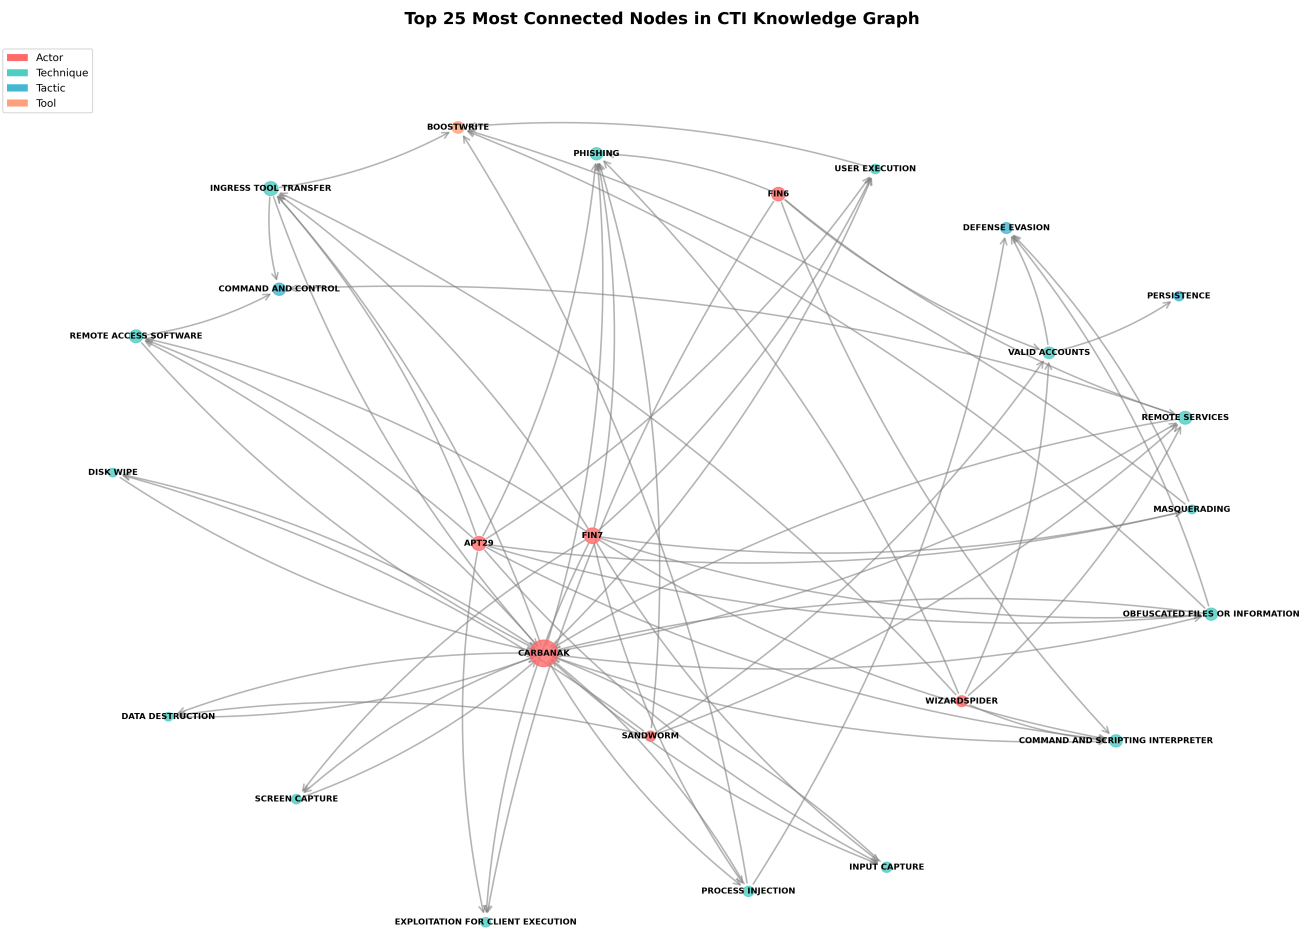 Top 25 Most Connected Nodes in CTI Knowledge Graph
Actor
Technique
Tactic
Tool
BOOSTWRITE
PHISHING
USER EXECUTION
INGRESS TOOL TRANSFER
FIN6
DEFENSE EVASION
COMMAND AND CONTROL
PERSISTENCE
REMOTE ACCESS SOFTWARE
VALID ACCOUNTS
REMOTE SERVICES
DISK WIPE
MASQUERADING
APT29
FIN7
OBFUSCATED FILES OR INFORMATION
CARBANAK
WIZARDSPIDER
DATA DESTRUCTION
SANDWORM
COMMAND AND SCRIPTING INTERPRETER
SCREEN CAPTURE
INPUT CAPTURE
PROCESS INJECTION
EXPLOITATION FOR CLIENT EXECUTION